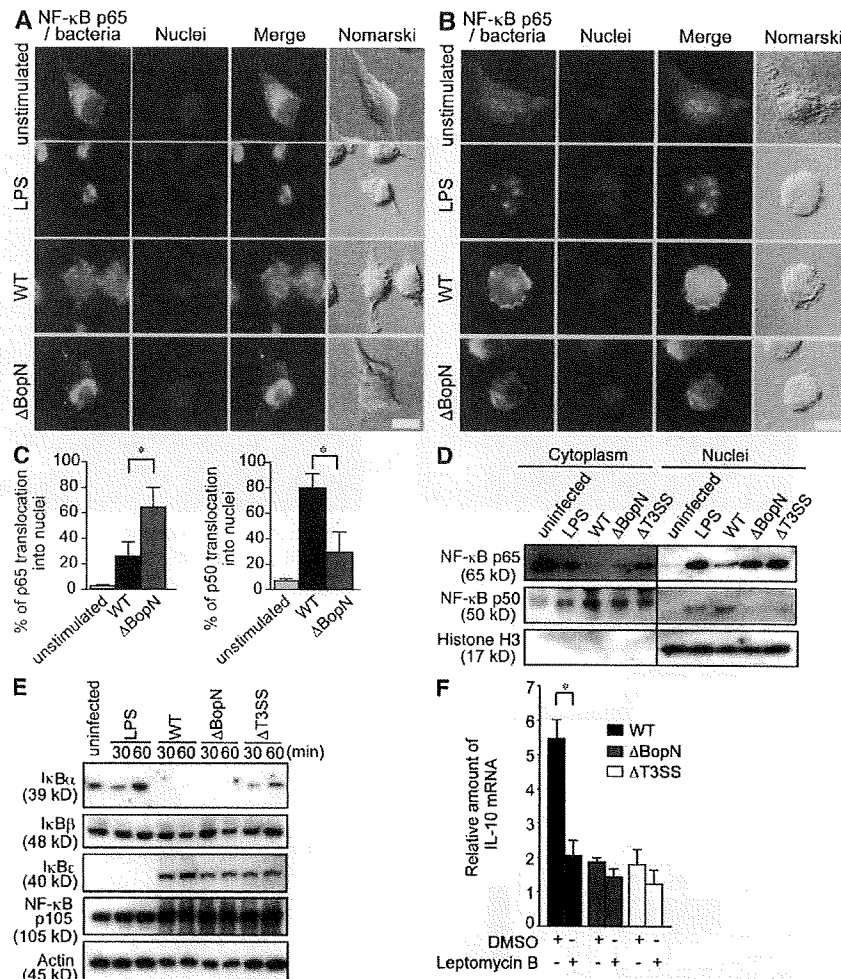 A
NF-κB p65
/ bacteria Nuclei Merge Nomarski
unstimulated
LPS
WT
ΔBopN
B
NF-κB p65
/ bacteria Nuclei Merge Nomarski
unstimulated
LPS
WT
ΔBopN
C
% of p65 translocation
into nuclei
100
80
60
40
20
0
unstimulated
WT
ΔBopN
*
% of p50 translocation
into nuclei
100
80
60
40
20
0
unstimulated
WT
ΔBopN
*
D
Cytoplasm Nuclei
uninfected LPS WT ΔBopN ΔT3SS uninfected LPS WT ΔBopN ΔT3SS
NF-κB p65
(65 kD)
NF-κB p50
(50 kD)
Histone H3
(17 kD)
E
uninfected LPS WT ΔBopN ΔT3SS
30 60 30 60 30 60 30 60 (min)
IκBα
(39 kD)
IκBβ
(48 kD)
IκBε
(40 kD)
NF-κB
p105
(105 kD)
Actin
(45 kD)
F
Relative amount of
IL-10 mRNA
7
6
5
4
3
2
1
0
*
WT
ΔBopN
ΔT3SS
DMSO + - + - + -
Leptomycin B - + - + - +